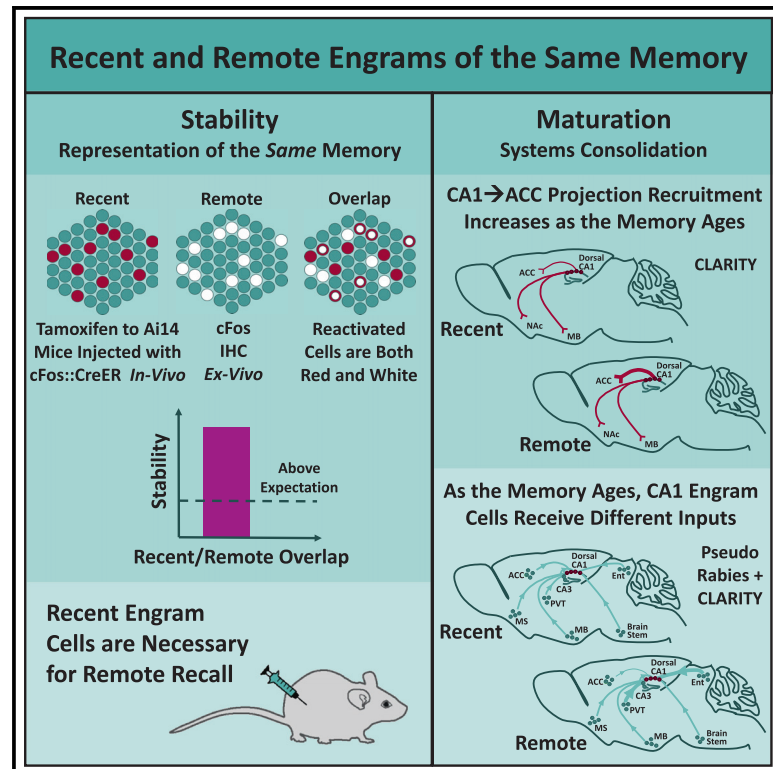 Recent and Remote Engrams of the Same Memory
Stability
Representation of the Same Memory
Recent
Remote
Overlap
Tamoxifen to Ai14
Mice Injected with
cFos::CreER In-Vivo
cFos
IHC
Ex-Vivo
Reactivated
Cells are Both
Red and White
Stability
Above
Expectation
Recent/Remote Overlap
Recent Engram
Cells are Necessary
for Remote Recall
Maturation
Systems Consolidation
CA1→ACC Projection Recruitment
Increases as the Memory Ages
CLARITY
ACC
Dorsal
CA1
NAc
MB
Recent
ACC
Dorsal
CA1
NAc
MB
Remote
As the Memory Ages, CA1 Engram
Cells Receive Different Inputs
Pseudo
Rabies +
CLARITY
ACC
Dorsal
CA1
Ent
CA3
PVT
MS
MB
Brain
Stem
Recent
ACC
Dorsal
CA1
Ent
CA3
PVT
MS
MB
Brain
Stem
Remote